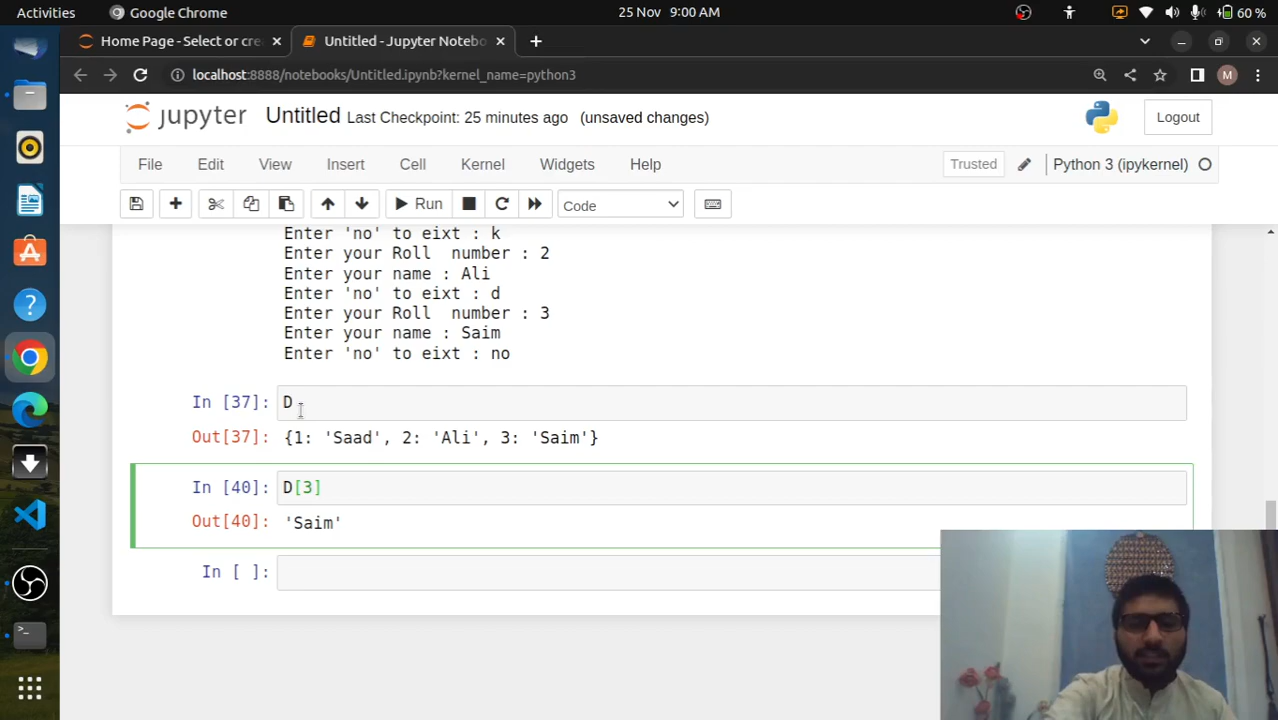 Activities
Google Chrome
25 Nov 9:00 AM
60 %
Home Page - Select or cre
Untitled - Jupyter Notebo
localhost:8888/notebooks/Untitled.ipynb?kernel_name=python3
M
jupyter Untitled Last Checkpoint: 25 minutes ago (unsaved changes)
Logout
File Edit View Insert Cell Kernel Widgets Help
Trusted
Python 3 (ipykernel)
Run
Code
Enter 'no' to eixt : k
Enter your Roll  number : 2
Enter your name : Ali
Enter 'no' to eixt : d
Enter your Roll  number : 3
Enter your name : Saim
Enter 'no' to eixt : no
In [37]: D
Out[37]: {1: 'Saad', 2: 'Ali', 3: 'Saim'}
In [40]: D[3]
Out[40]: 'Saim'
In [ ]: